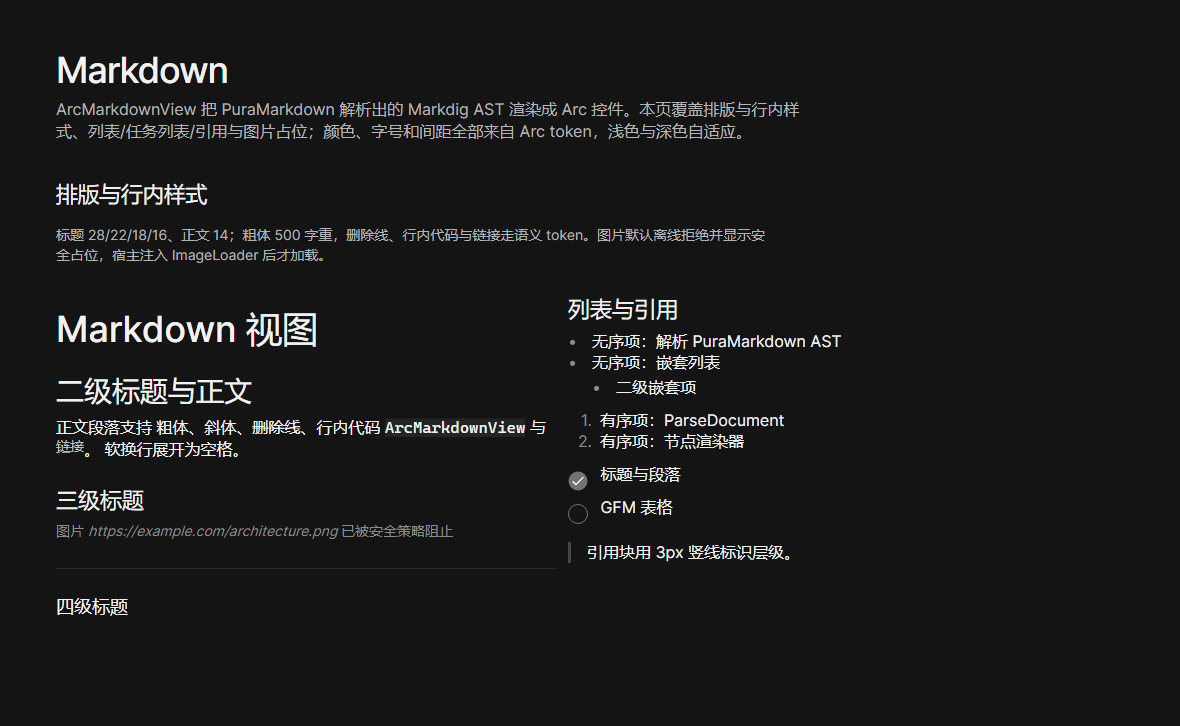 Markdown
ArcMarkdownView 把 PuraMarkdown 解析出的 Markdig AST 渲染成 Arc 控件。本页覆盖排版与行内样
式、列表/任务列表/引用与图片占位；颜色、字号和间距全部来自 Arc token，浅色与深色自适应。
排版与行内样式
标题 28/22/18/16、正文 14；粗体 500 字重，删除线、行内代码与链接走语义 token。图片默认离线拒绝并显示安
全占位，宿主注入 ImageLoader 后才加载。
Markdown 视图
二级标题与正文
正文段落支持 粗体、斜体、删除线、行内代码 ArcMarkdownView 与
链接。 软换行展开为空格。
三级标题
图片 https://example.com/architecture.png 已被安全策略阻止
四级标题
列表与引用
• 无序项：解析 PuraMarkdown AST
• 无序项：嵌套列表
• 二级嵌套项
1. 有序项：ParseDocument
2. 有序项：节点渲染器
标题与段落
GFM 表格
引用块用 3px 竖线标识层级。